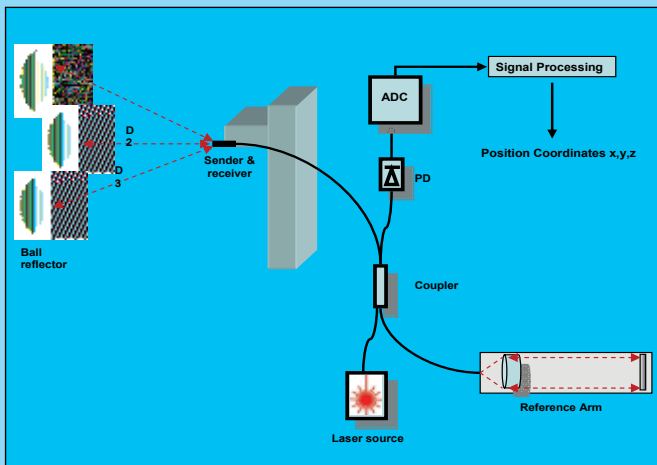 ADC
Signal Processing
D
2
Sender &
receiver
Position Coordinates x,y,z
D
3
PD
Ball
reflector
Coupler
Reference Arm
Laser source